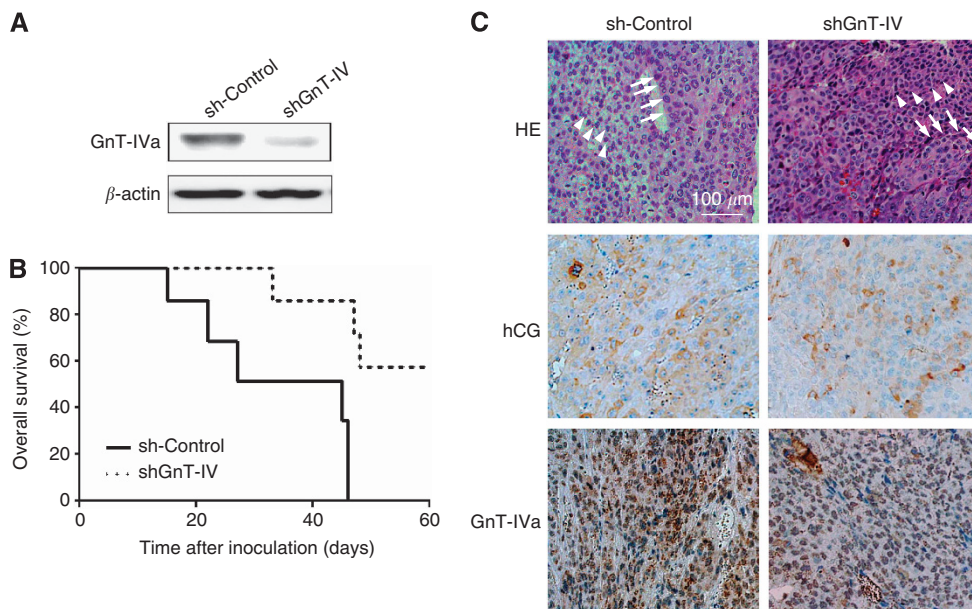 A
sh-Control
shGnT-IV
GnT-IVa
β-actin
B
100
80
60
40
20
0
Overall survival (%)
sh-Control
shGnT-IV
0 20 40 60
Time after inoculation (days)
C
sh-Control shGnT-IV
HE
100 μm
hCG
GnT-IVa